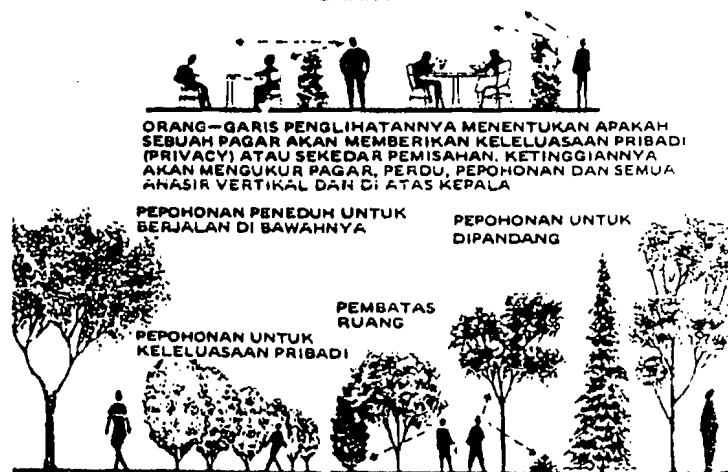 ORANG—GARIS PENGLIHATANNYA MENENTUKAN APAKAH
SEBUAH PAGAR AKAN MEMBERIKAN KELELUASAAN PRIBADI
(PRIVACY) ATAU SEKEDAR PEMISAHAN. KETINGGIANNYA
AKAN MENGUKUR PAGAR, PERDU, PEPOHONAN DAN SEMUA
ANASIR VERTIKAL DAN DI ATAS KEPALA
PEPOHONAN PENEDUH UNTUK
BERJALAN DI BAWAHNYA
PEPOHONAN UNTUK
DIPANDANG
PEMBATAS
RUANG
PEPOHONAN UNTUK
KELELUASAAN PRIBADI